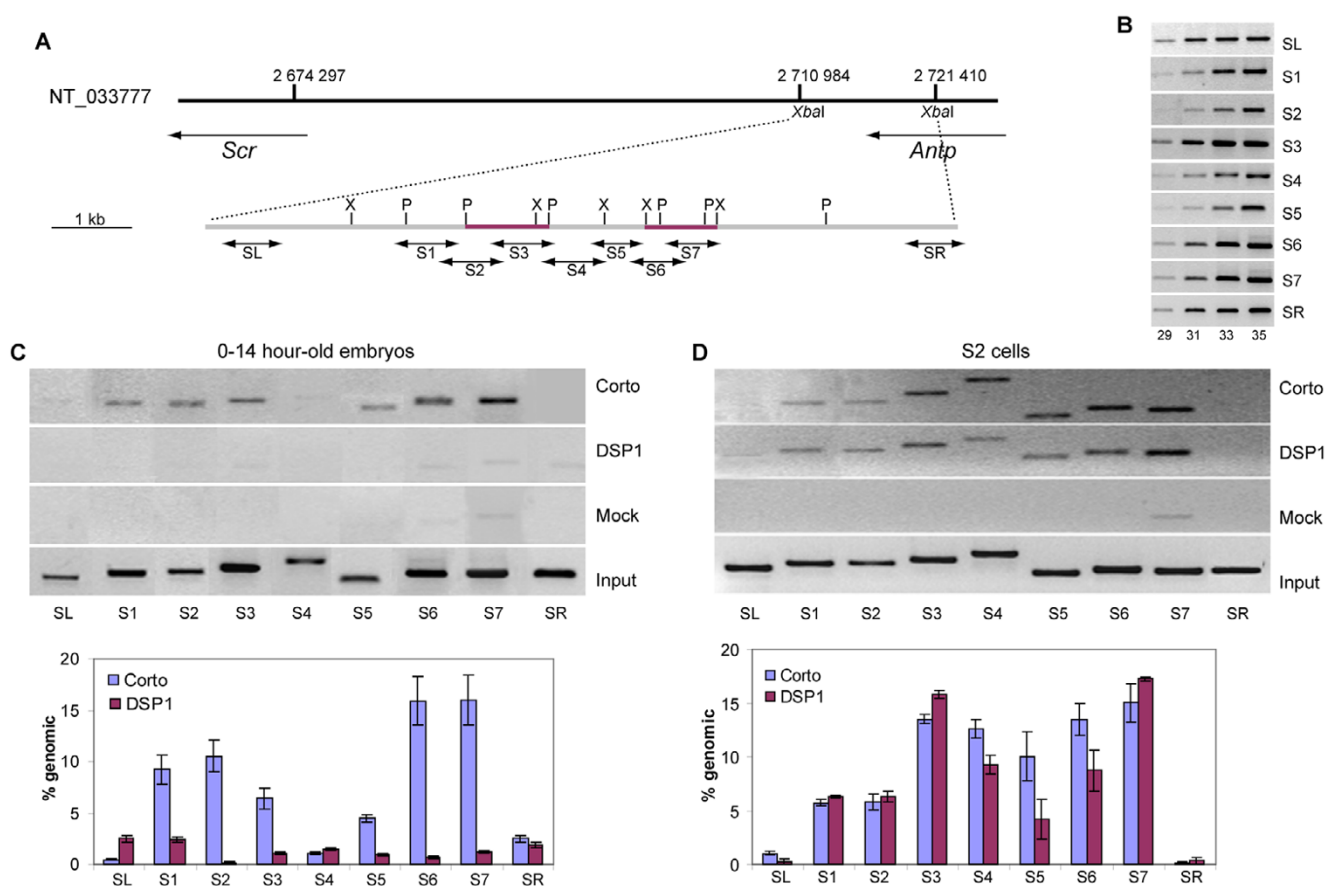 A
2 674 297
2 710 984
2 721 410
NT_033777
XbaI
XbaI
Scr
Antp
1 kb
X P P X P X X P P X P
SL S1 S3 S5 S7 SR
S2 S4 S6
B
SL
S1
S2
S3
S4
S5
S6
S7
SR
29 31 33 35
C
0-14 hour-old embryos
Corto
DSP1
Mock
Input
SL S1 S2 S3 S4 S5 S6 S7 SR
20
15
10
5
0
% genomic
Corto
DSP1
SL S1 S2 S3 S4 S5 S6 S7 SR
D
S2 cells
Corto
DSP1
Mock
Input
SL S1 S2 S3 S4 S5 S6 S7 SR
20
15
10
5
0
% genomic
Corto
DSP1
SL S1 S2 S3 S4 S5 S6 S7 SR